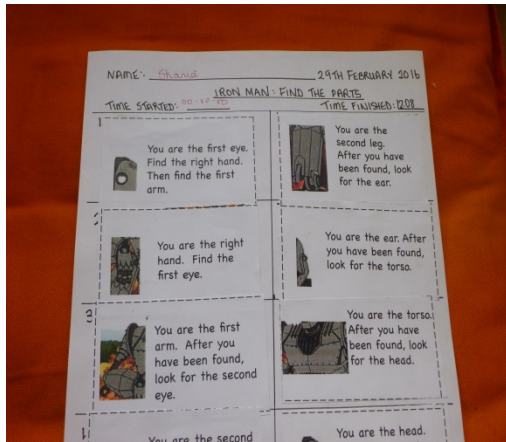 NAME:- Shania
29TH FEBRUARY 2016
IRON MAN: FIND THE PARTS
TIME STARTED: 00:00:00
TIME FINISHED: 1208
1
You are the first eye.
Find the right hand.
Then find the first
arm.
You are the
second leg.
After you have
been found, look
for the ear.
You are the right
hand. Find the
first eye.
You are the ear. After
you have been found,
look for the torso.
You are the first
arm. After you
have been found,
look for the second
eye.
You are the torso.
After you have
been found, look
for the head.
You are the second
You are the head.